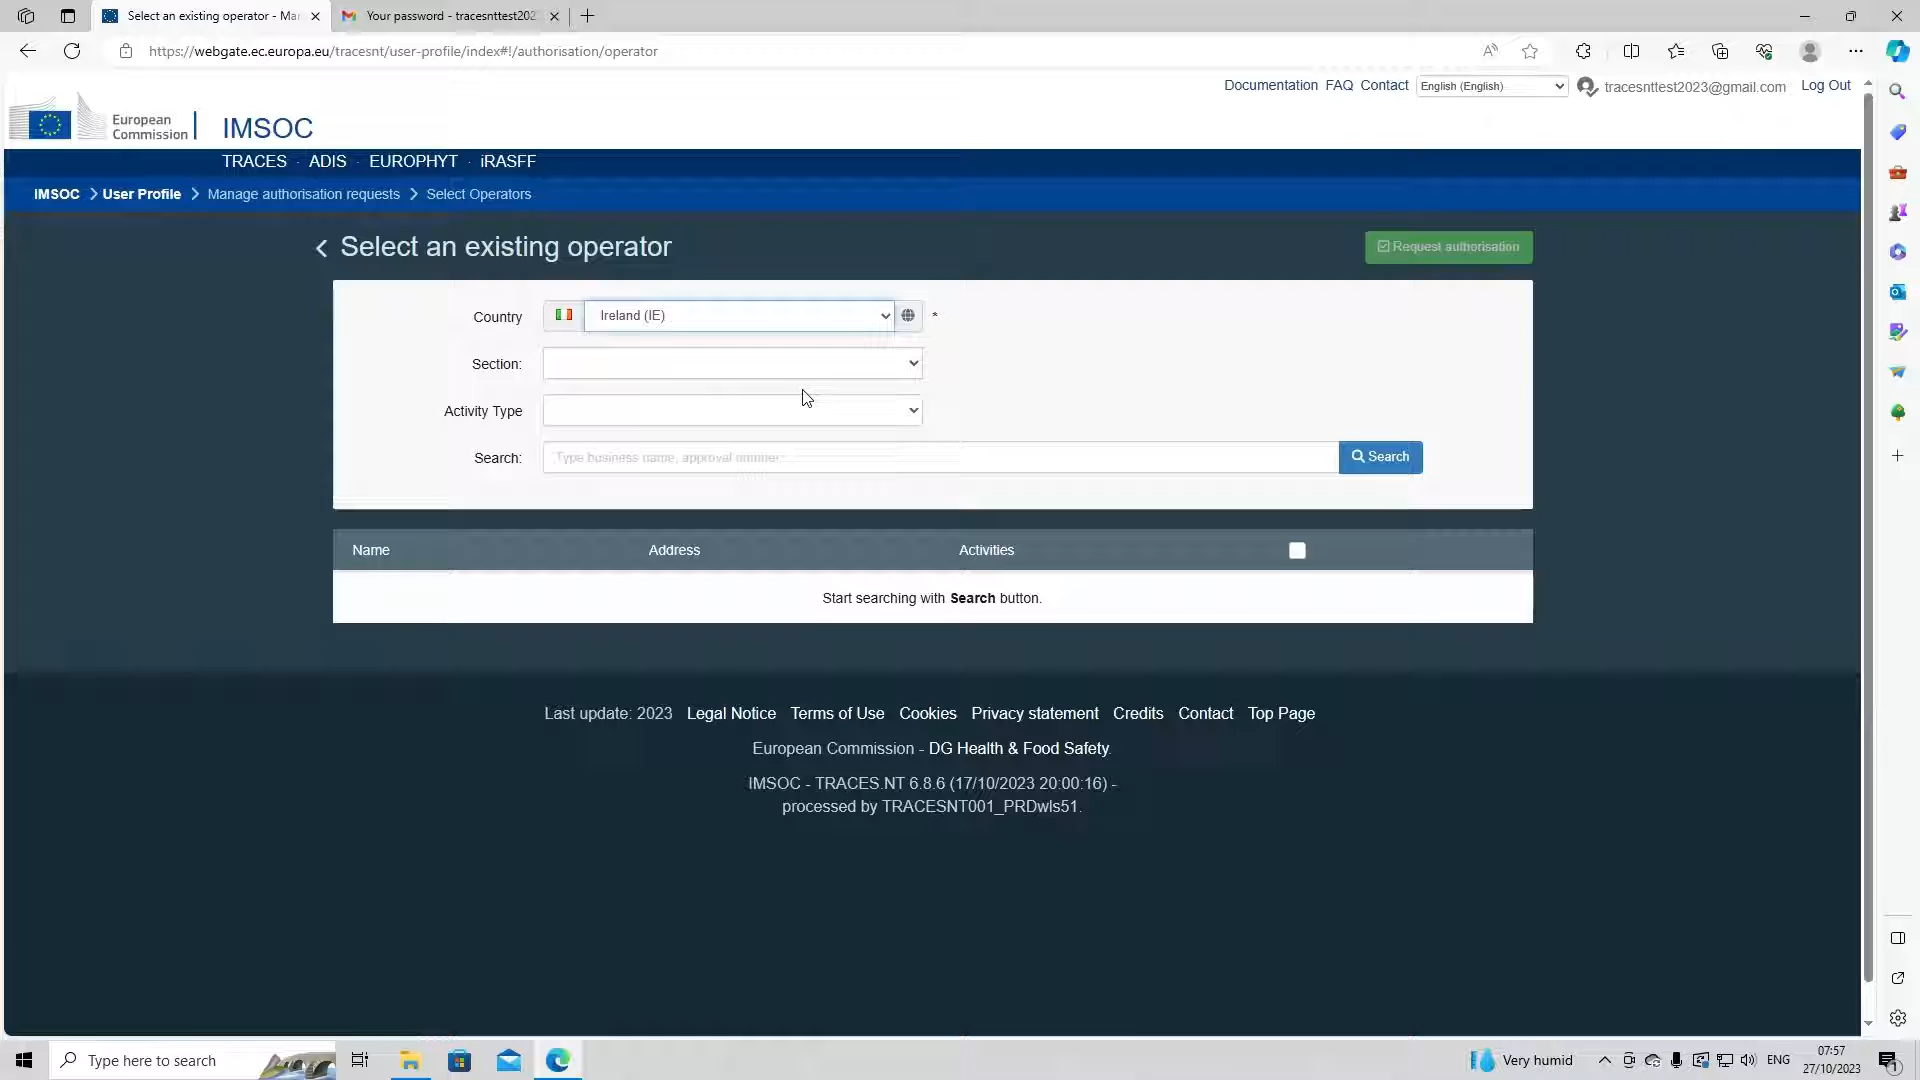 Select an existing operator - Ma
Your password - tracesnttest202
https://webgate.ec.europa.eu/tracesnt/user-profile/index#!/authorisation/operator
Documentation FAQ Contact English (English) tracesnttest2023@gmail.com Log Out
European
Commission
IMSOC
TRACES · ADIS · EUROPHYT · iRASFF
IMSOC > User Profile > Manage authorisation requests > Select Operators
Select an existing operator
Request authorisation
Country Ireland (IE) *
Section:
Activity Type
Search: Type business name, approval number... Search
Name Address Activities
Start searching with Search button.
Last update: 2023 Legal Notice Terms of Use Cookies Privacy statement Credits Contact Top Page
European Commission - DG Health & Food Safety.
IMSOC - TRACES.NT 6.8.6 (17/10/2023 20:00:16) -
processed by TRACESNT001_PRDwls51.
Type here to search
Very humid
ENG
07:57
27/10/2023
1